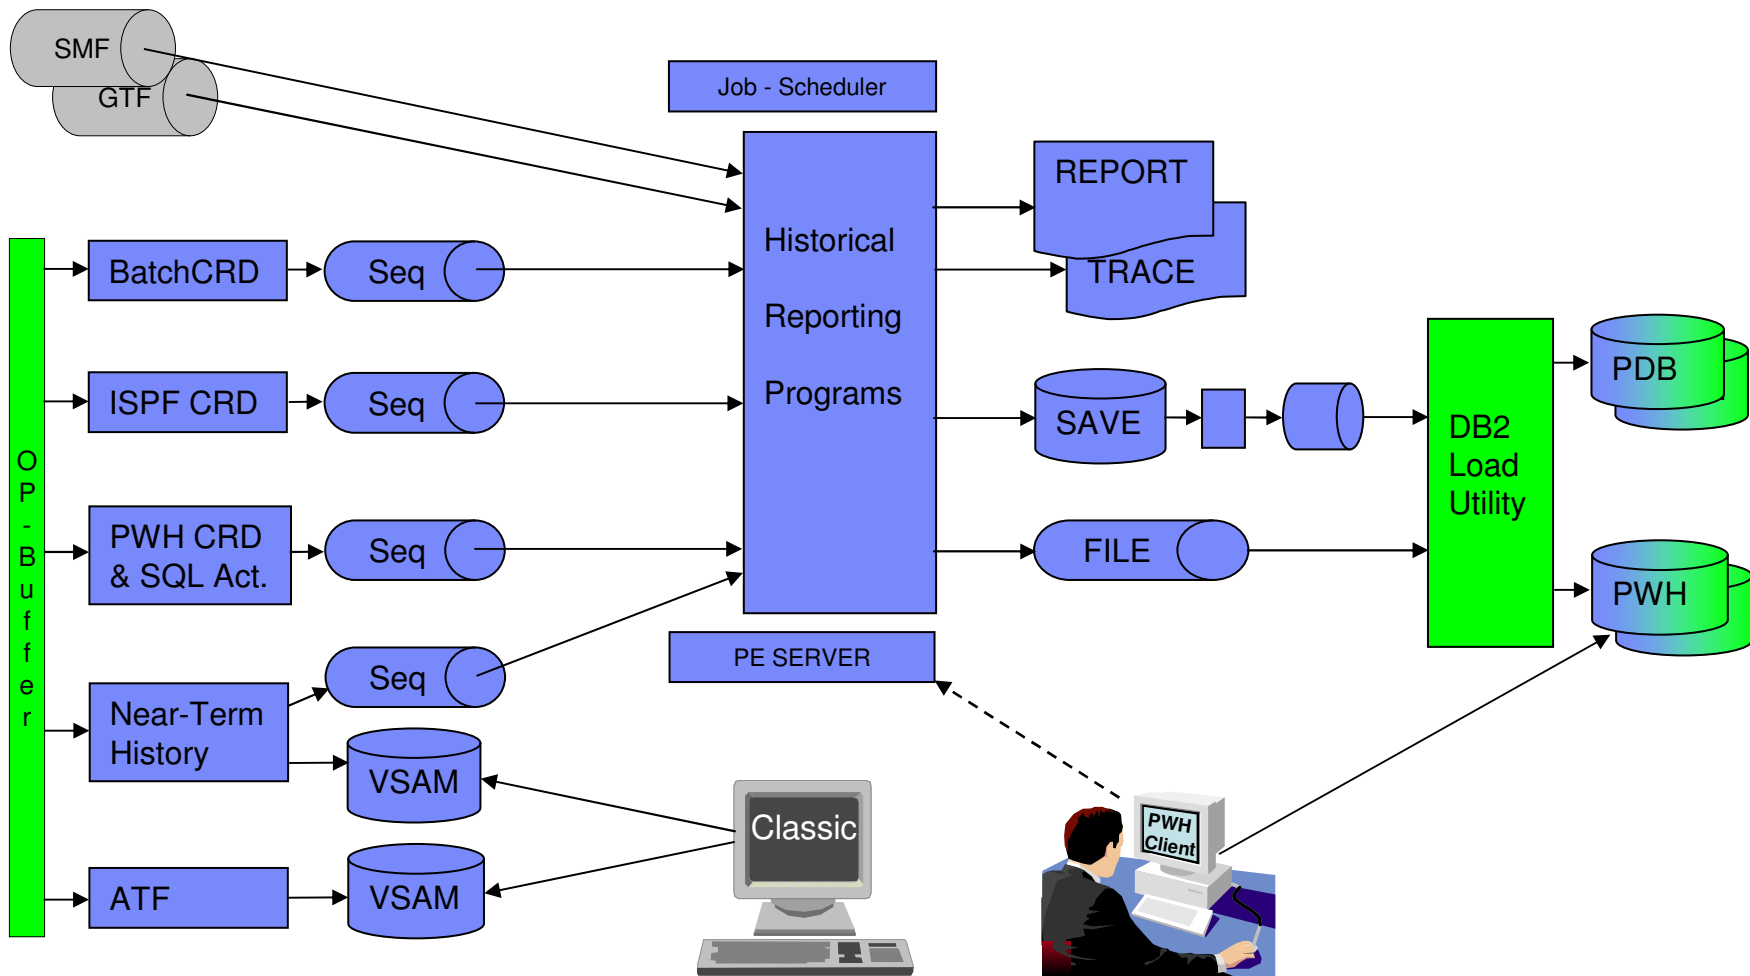 SMF
GTF
Job - Scheduler
Historical
Reporting
Programs
REPORT
TRACE
BatchCRD
Seq
ISPF CRD
Seq
SAVE
DB2
Load
Utility
PDB
OP-Buffer
PWH CRD
& SQL Act.
Seq
FILE
PWH
PE SERVER
Seq
Near-Term
History
VSAM
Classic
PWH
Client
ATF
VSAM